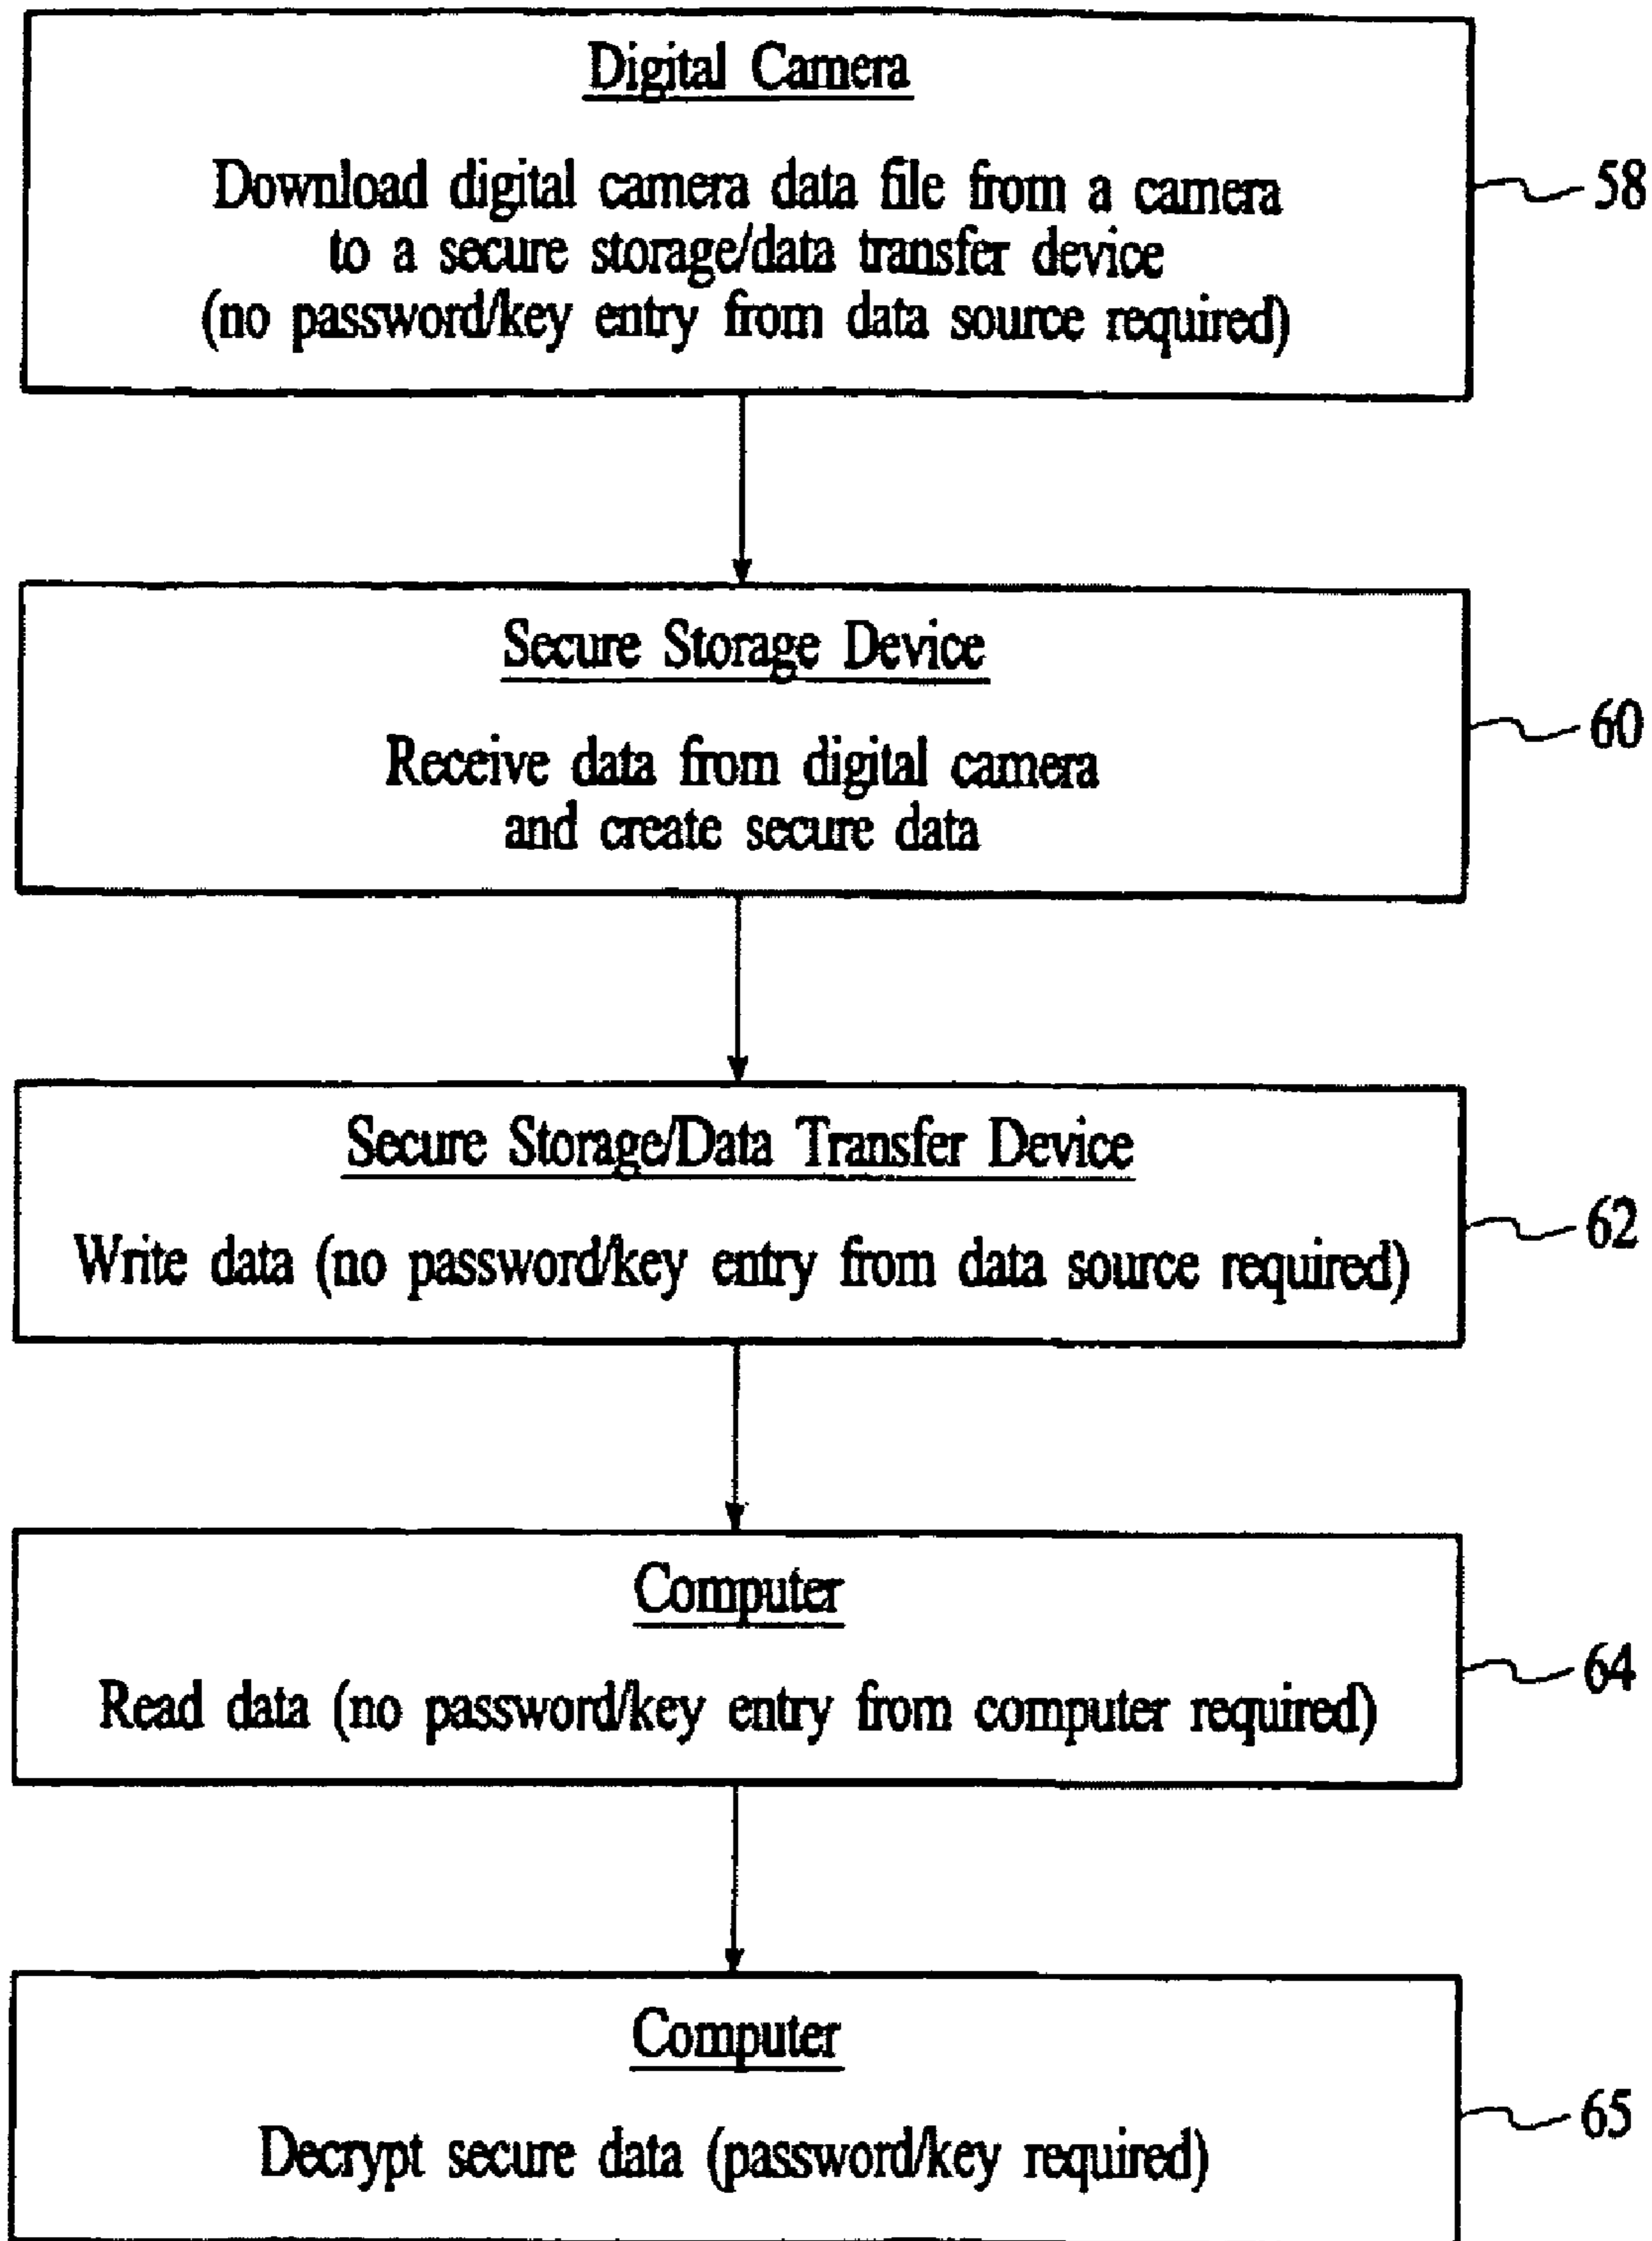 Digital Camera
Download digital camera data file from a camera
to a secure storage/data transfer device
(no password/key entry from data source required)
58
Secure Storage Device
Receive data from digital camera
and create secure data
60
Secure Storage/Data Transfer Device
Write data (no password/key entry from data source required)
62
Computer
Read data (no password/key entry from computer required)
64
Computer
Decrypt secure data (password/key required)
65